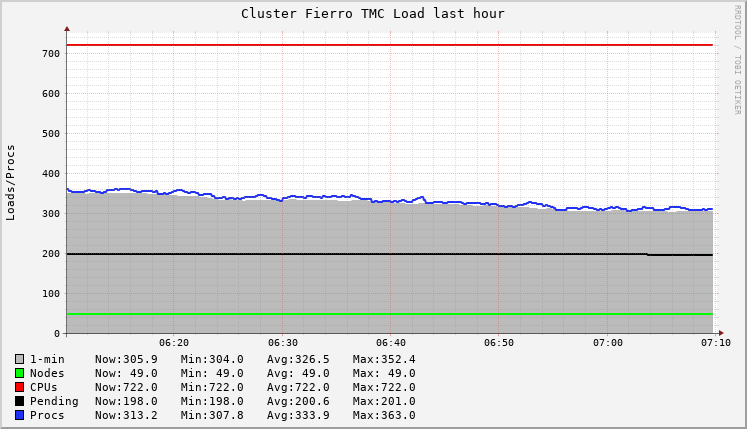 Cluster Fierro TMC Load last hour
RRDTOOL / TOBI OETIKER
Loads/Procs
700
600
500
400
300
200
100
0
06:20 06:30 06:40 06:50 07:00 07:10
1-min Now:305.9 Min:304.0 Avg:326.5 Max:352.4
Nodes Now: 49.0 Min: 49.0 Avg: 49.0 Max: 49.0
CPUs Now:722.0 Min:722.0 Avg:722.0 Max:722.0
Pending Now:198.0 Min:198.0 Avg:200.6 Max:201.0
Procs Now:313.2 Min:307.8 Avg:333.9 Max:363.0